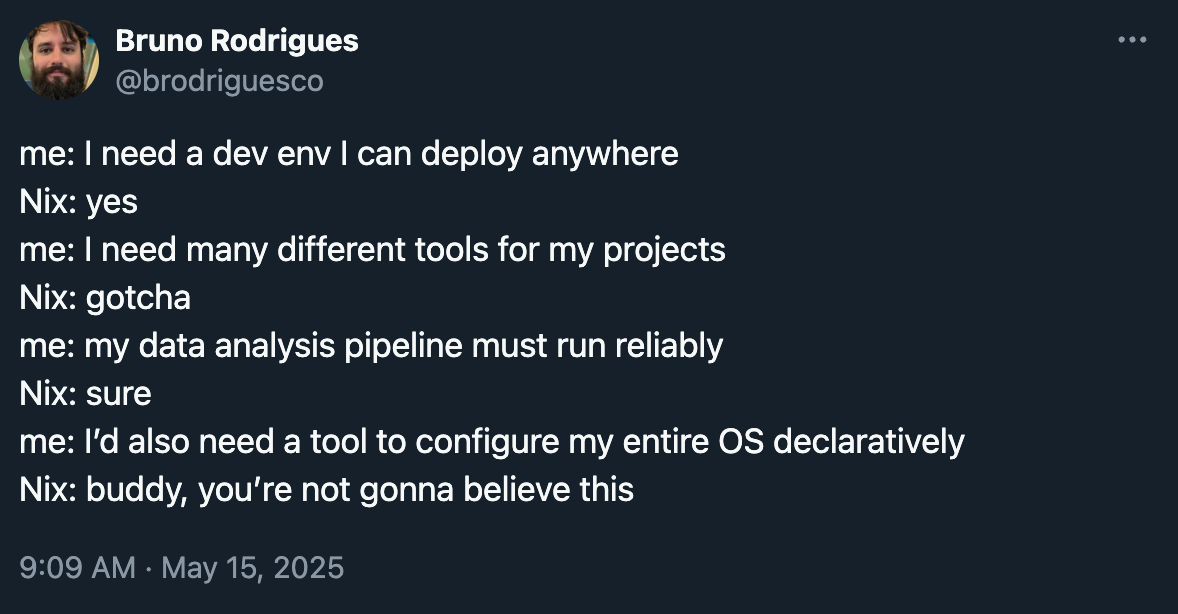 Bruno Rodrigues
@brodriguesco
me: I need a dev env I can deploy anywhere
Nix: yes
me: I need many different tools for my projects
Nix: gotcha
me: my data analysis pipeline must run reliably
Nix: sure
me: I’d also need a tool to configure my entire OS declaratively
Nix: buddy, you’re not gonna believe this
9:09 AM · May 15, 2025